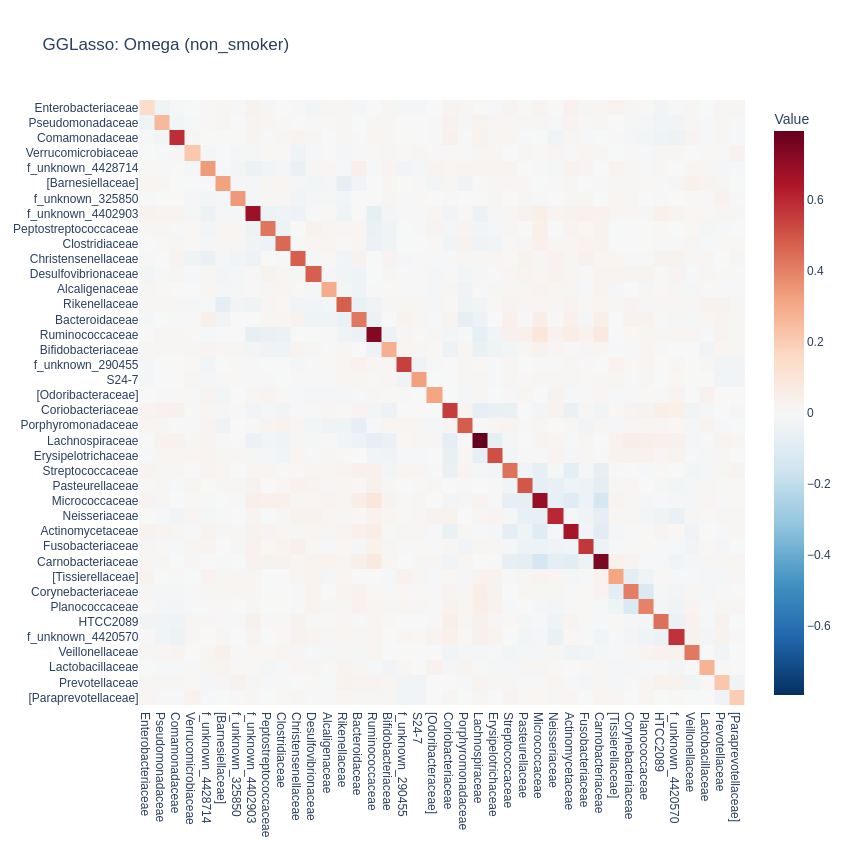 GGLasso: Omega (non_smoker)
Value
Enterobacteriaceae
Pseudomonadaceae
Comamonadaceae
Verrucomicrobiaceae
f_unknown_4428714
[Barnesiellaceae]
f_unknown_325850
f_unknown_4402903
Peptostreptococcaceae
Clostridiaceae
Christensenellaceae
Desulfovibrionaceae
Alcaligenaceae
Rikenellaceae
Bacteroidaceae
Ruminococcaceae
Bifidobacteriaceae
f_unknown_290455
S24-7
[Odoribacteraceae]
Coriobacteriaceae
Porphyromonadaceae
Lachnospiraceae
Erysipelotrichaceae
Streptococcaceae
Pasteurellaceae
Micrococcaceae
Neisseriaceae
Actinomycetaceae
Fusobacteriaceae
Carnobacteriaceae
[Tissierellaceae]
Corynebacteriaceae
Planococcaceae
HTCC2089
f_unknown_4420570
Veillonellaceae
Lactobacillaceae
Prevotellaceae
[Paraprevotellaceae]
0.6
0.4
0.2
0
−0.2
−0.4
−0.6
Enterobacteriaceae
Pseudomonadaceae
Comamonadaceae
Verrucomicrobiaceae
f_unknown_4428714
[Barnesiellaceae]
f_unknown_325850
f_unknown_4402903
Peptostreptococcaceae
Clostridiaceae
Christensenellaceae
Desulfovibrionaceae
Alcaligenaceae
Rikenellaceae
Bacteroidaceae
Ruminococcaceae
Bifidobacteriaceae
f_unknown_290455
S24-7
[Odoribacteraceae]
Coriobacteriaceae
Porphyromonadaceae
Lachnospiraceae
Erysipelotrichaceae
Streptococcaceae
Pasteurellaceae
Micrococcaceae
Neisseriaceae
Actinomycetaceae
Fusobacteriaceae
Carnobacteriaceae
[Tissierellaceae]
Corynebacteriaceae
Planococcaceae
HTCC2089
f_unknown_4420570
Veillonellaceae
Lactobacillaceae
Prevotellaceae
[Paraprevotellaceae]